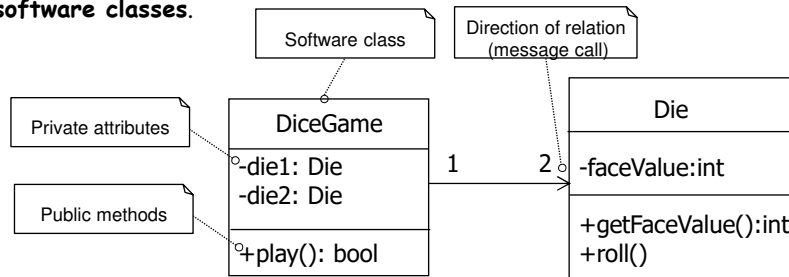 software classes.
Software class
Direction of relation
(message call)
Private attributes
Public methods
DiceGame
-die1: Die
-die2: Die
+play(): bool
1
2
Die
-faceValue:int
+getFaceValue():int
+roll()